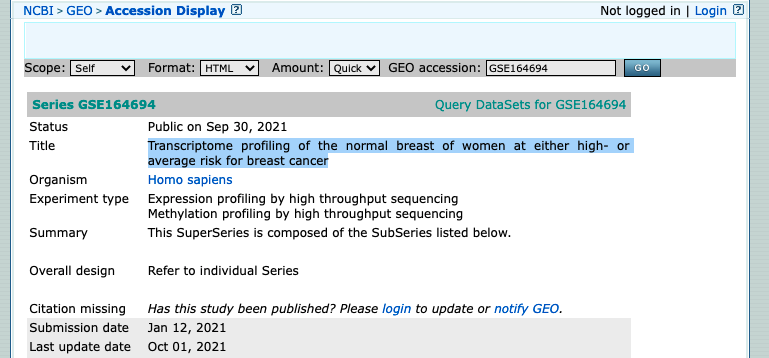 NCBI > GEO > Accession Display ? Not logged in | Login ?
Scope: Self Format: HTML Amount: Quick GEO accession: GSE164694 GO
Series GSE164694 Query DataSets for GSE164694
Status Public on Sep 30, 2021
Title Transcriptome profiling of the normal breast of women at either high- or
average risk for breast cancer
Organism Homo sapiens
Experiment type Expression profiling by high throughput sequencing
Methylation profiling by high throughput sequencing
Summary This SuperSeries is composed of the SubSeries listed below.
Overall design Refer to individual Series
Citation missing Has this study been published? Please login to update or notify GEO.
Submission date Jan 12, 2021
Last update date Oct 01, 2021